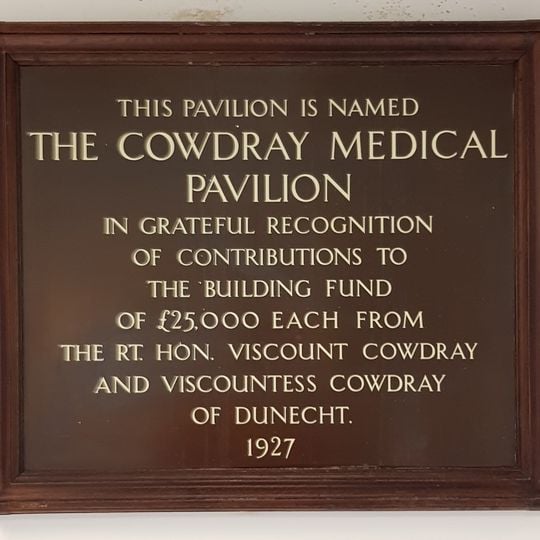 THIS PAVILION IS NAMED
THE COWDRAY MEDICAL
PAVILION
IN GRATEFUL RECOGNITION
OF CONTRIBUTIONS TO
THE BUILDING FUND
OF £25,000 EACH FROM
THE RT. HON. VISCOUNT COWDRAY
AND VISCOUNTESS COWDRAY
OF DUNECHT.
1927